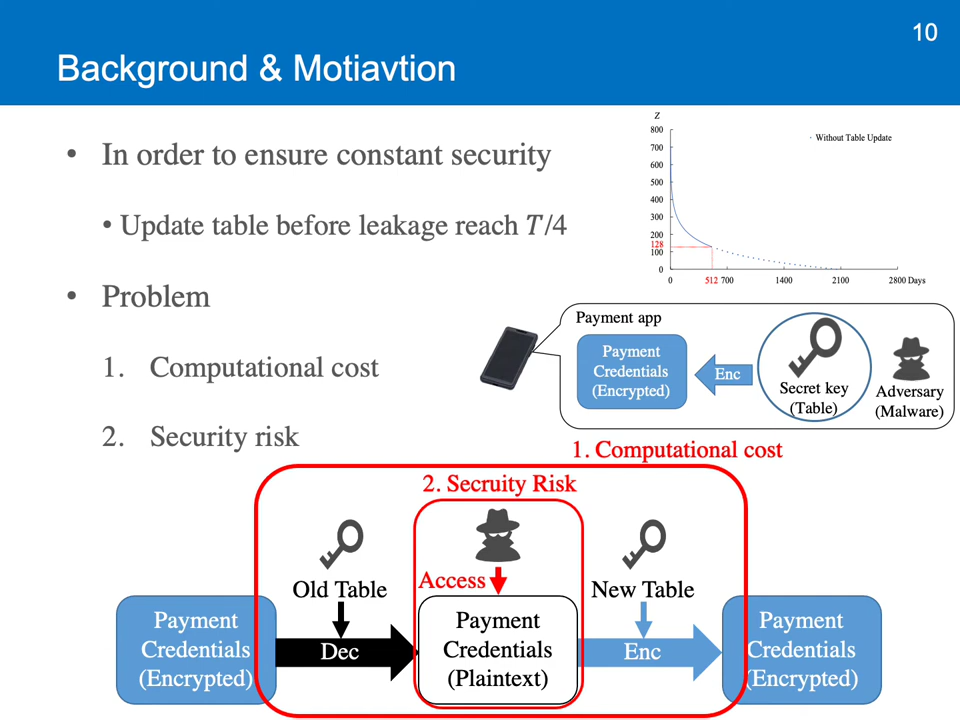 10
Background & Motiavtion
• In order to ensure constant security
• Update table before leakage reach T/4
• Problem
1. Computational cost
2. Security risk
Z
800
700
600
500
400
300
200
128
100
0
Without Table Update
0 512 700 1400 2100 2800 Days
Payment app
Payment
Credentials
(Encrypted)
Enc
Secret key
(Table)
Adversary
(Malware)
1. Computational cost
2. Secruity Risk
Old Table
Access
New Table
Payment
Credentials
(Encrypted)
Dec
Payment
Credentials
(Plaintext)
Enc
Payment
Credentials
(Encrypted)